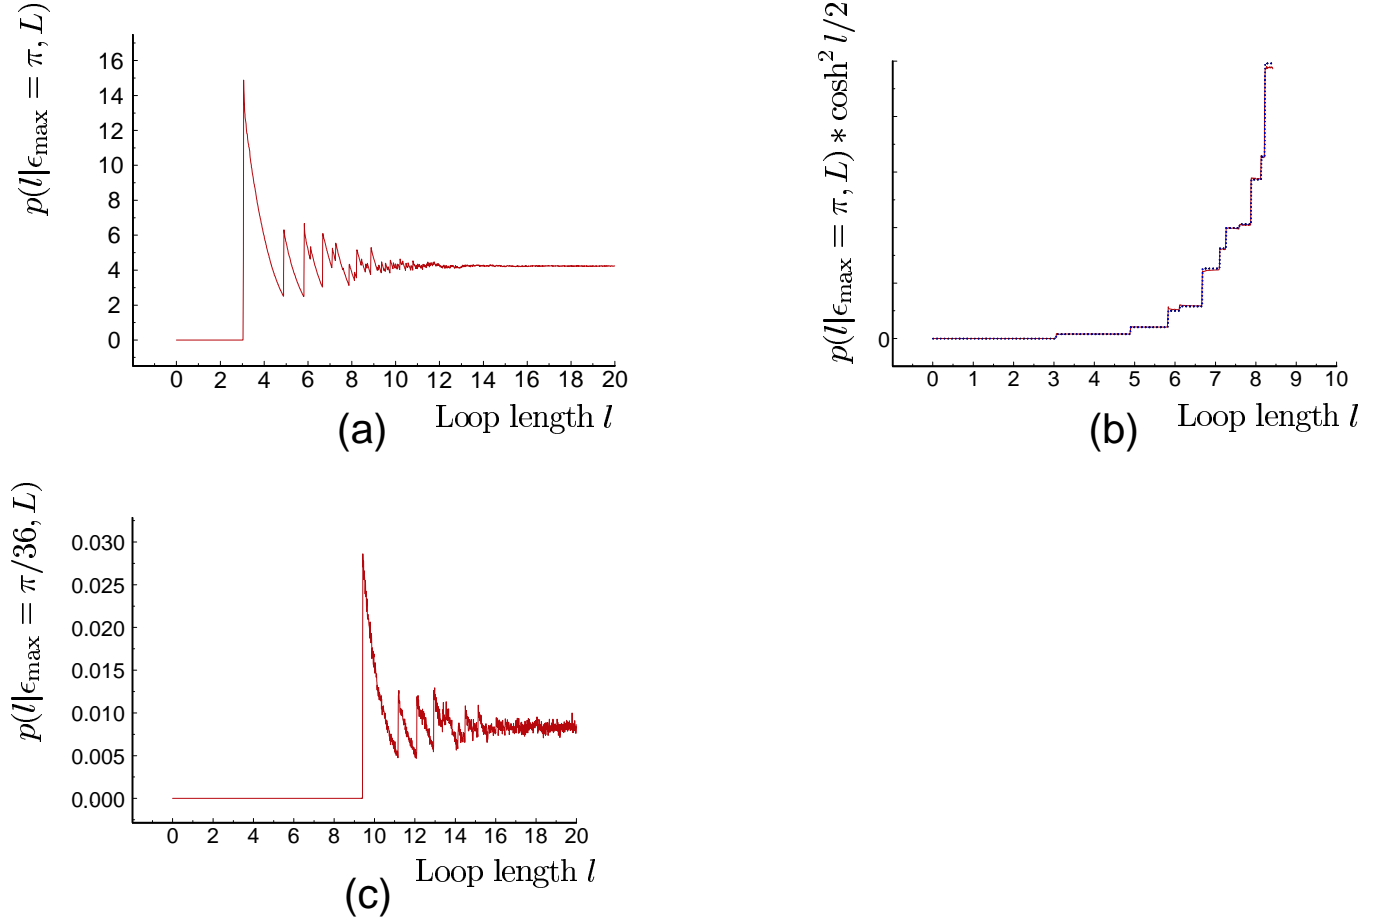 p(l|ϵmax = π, L)
16
14
12
10
8
6
4
2
0
0 2 4 6 8 10 12 14 16 18 20
Loop length l
(a)
p(l|ϵmax = π, L) ∗ cosh² l/2
0
0 1 2 3 4 5 6 7 8 9 10
Loop length l
(b)
p(l|ϵmax = π/36, L)
0.030
0.025
0.020
0.015
0.010
0.005
0.000
0 2 4 6 8 10 12 14 16 18 20
Loop length l
(c)